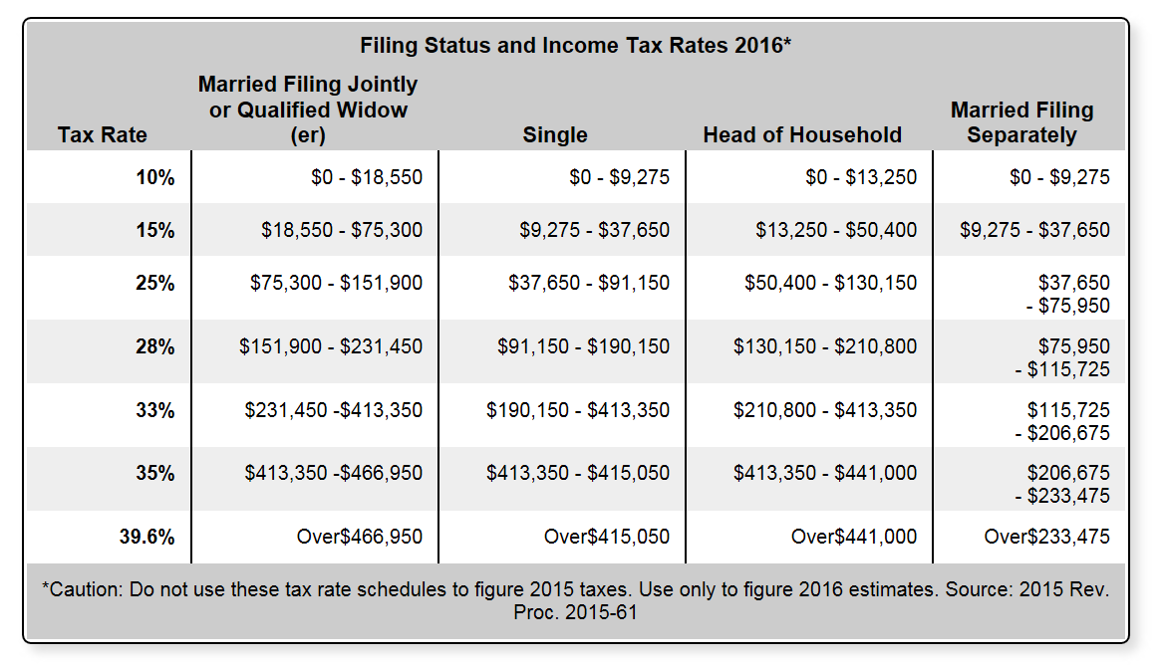 Filing Status and Income Tax Rates 2016*
Tax Rate
Married Filing Jointly
or Qualified Widow
(er)
Single
Head of Household
Married Filing
Separately
10% $0 - $18,550 $0 - $9,275 $0 - $13,250 $0 - $9,275
15% $18,550 - $75,300 $9,275 - $37,650 $13,250 - $50,400 $9,275 - $37,650
25% $75,300 - $151,900 $37,650 - $91,150 $50,400 - $130,150 $37,650
- $75,950
28% $151,900 - $231,450 $91,150 - $190,150 $130,150 - $210,800 $75,950
- $115,725
33% $231,450 -$413,350 $190,150 - $413,350 $210,800 - $413,350 $115,725
- $206,675
35% $413,350 -$466,950 $413,350 - $415,050 $413,350 - $441,000 $206,675
- $233,475
39.6% Over$466,950 Over$415,050 Over$441,000 Over$233,475
*Caution: Do not use these tax rate schedules to figure 2015 taxes. Use only to figure 2016 estimates. Source: 2015 Rev.
Proc. 2015-61